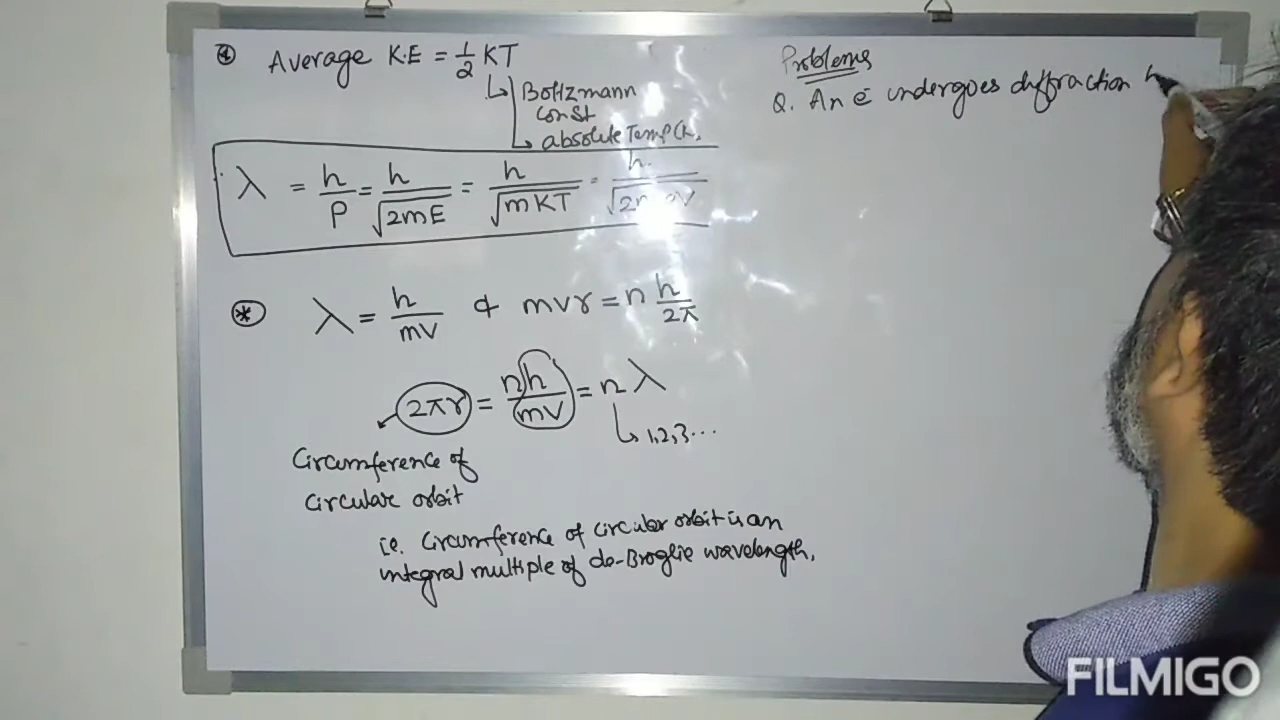 Average K.E = 1/2 KT
Boltzmann
const
absolute Temp
λ = h/P = h/√2mE = h/√mKT = h/√2m V
* λ = h/mv & mvr = n h/2π
2πr = nh/mv = nλ
1,2,3...
Circumference of
circular orbit
i.e. Circumference of circular orbit is an
integral multiple of de-Broglie wavelength.
Problems
Q. An e⁻ undergoes diffraction
FILMIGO